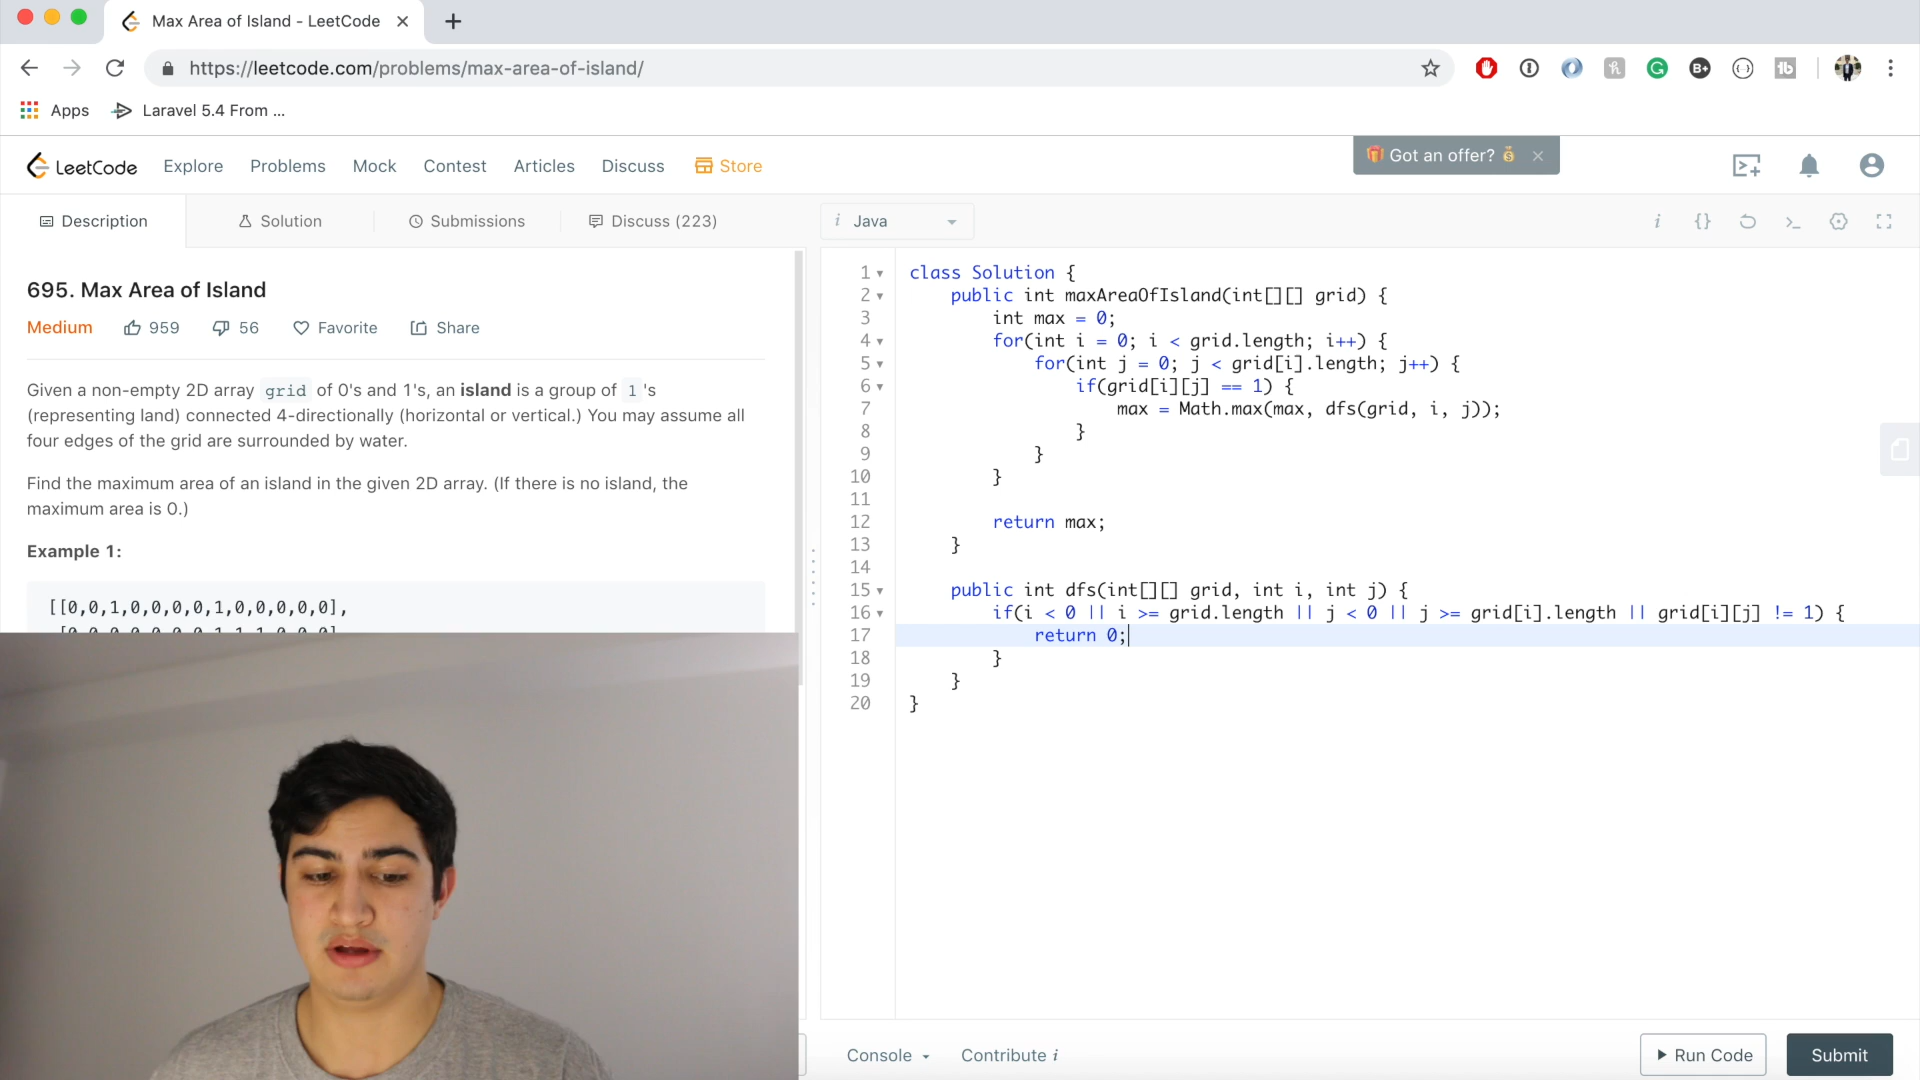 Max Area of Island - LeetCode
https://leetcode.com/problems/max-area-of-island/
Apps
Laravel 5.4 From ...
LeetCode Explore Problems Mock Contest Articles Discuss Store
Got an offer?
Description Solution Submissions Discuss (223)
695. Max Area of Island
Medium 959 56 Favorite Share
Given a non-empty 2D array grid of 0's and 1's, an island is a group of 1 's
(representing land) connected 4-directionally (horizontal or vertical.) You may assume all
four edges of the grid are surrounded by water.
Find the maximum area of an island in the given 2D array. (If there is no island, the
maximum area is 0.)
Example 1:
[[0,0,1,0,0,0,0,1,0,0,0,0,0],
i Java
1 class Solution {
2 public int maxAreaOfIsland(int[][] grid) {
3 int max = 0;
4 for(int i = 0; i < grid.length; i++) {
5 for(int j = 0; j < grid[i].length; j++) {
6 if(grid[i][j] == 1) {
7 max = Math.max(max, dfs(grid, i, j));
8 }
9 }
10 }
11
12 return max;
13 }
14
15 public int dfs(int[][] grid, int i, int j) {
16 if(i < 0 || i >= grid.length || j < 0 || j >= grid[i].length || grid[i][j] != 1) {
17 return 0;
18 }
19 }
20 }
Console Contribute i
Run Code Submit